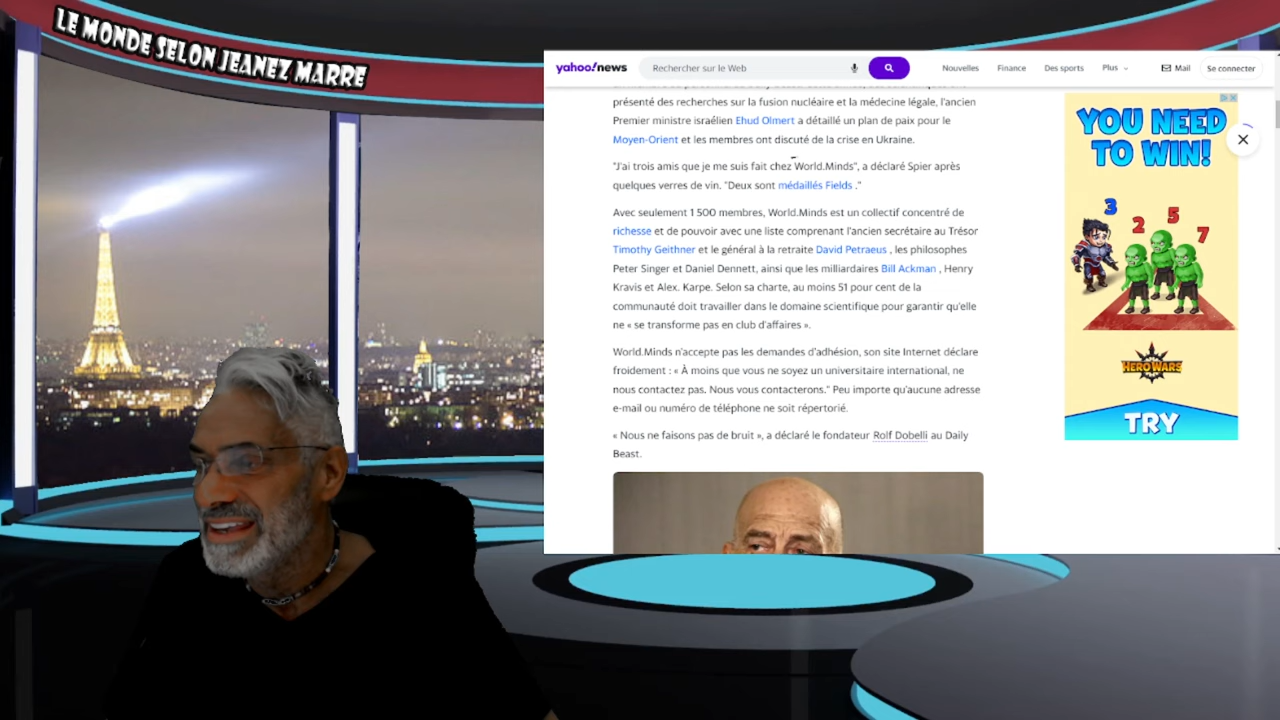 LE MONDE SELON JEANEZ MARRE
yahoo!news
Rechercher sur le Web
Nouvelles
Finance
Des sports
Plus
Mail
Se connecter
présenté des recherches sur la fusion nucléaire et la médecine légale, l'ancien
Premier ministre israélien Ehud Olmert a détaillé un plan de paix pour le
Moyen-Orient et les membres ont discuté de la crise en Ukraine.
"J'ai trois amis que je me suis fait chez World.Minds", a déclaré Spier après
quelques verres de vin. "Deux sont médaillés Fields ."
Avec seulement 1 500 membres, World.Minds est un collectif concentré de
richesse et de pouvoir avec une liste comprenant l'ancien secrétaire au Trésor
Timothy Geithner et le général à la retraite David Petraeus , les philosophes
Peter Singer et Daniel Dennett, ainsi que les milliardaires Bill Ackman , Henry
Kravis et Alex. Karpe. Selon sa charte, au moins 51 pour cent de la
communauté doit travailler dans le domaine scientifique pour garantir qu'elle
ne « se transforme pas en club d'affaires ».
World.Minds n'accepte pas les demandes d'adhésion, son site Internet déclare
froidement : « À moins que vous ne soyez un universitaire international, ne
nous contactez pas. Nous vous contacterons." Peu importe qu'aucune adresse
e-mail ou numéro de téléphone ne soit répertorié.
« Nous ne faisons pas de bruit », a déclaré le fondateur Rolf Dobelli au Daily
Beast.
YOU NEED
TO WIN!
3
2
5
7
HERO WARS
TRY